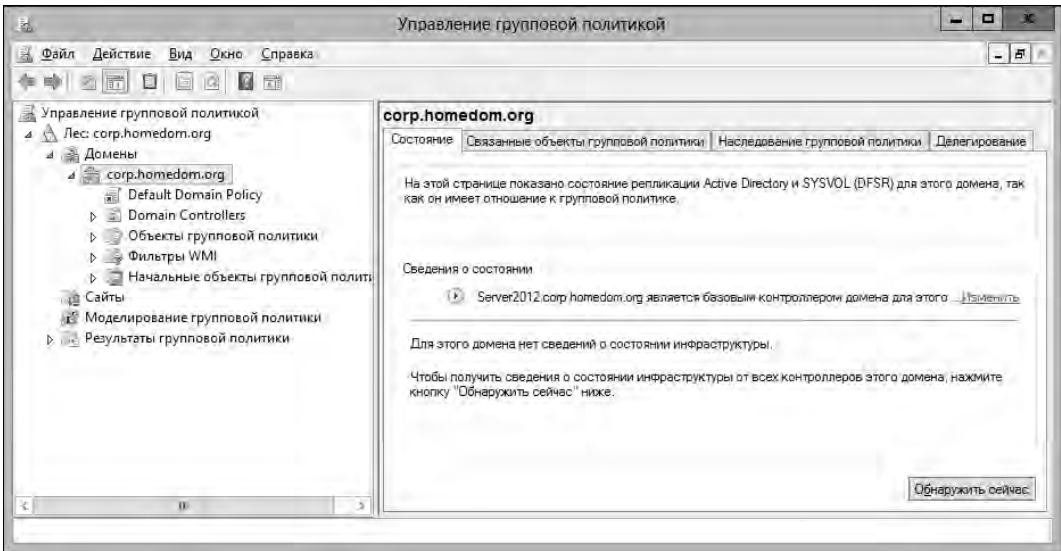 Управление групповой политикой
Файл Действие Вид Окно Справка
Управление групповой политикой
Лес: corp.homedom.org
Домены
corp.homedom.org
Default Domain Policy
Domain Controllers
Объекты групповой политики
Фильтры WMI
Начальные объекты групповой полити
Сайты
Моделирование групповой политики
Результаты групповой политики
corp.homedom.org
Состояние Связанные объекты групповой политики Наследование групповой политики Делегирование
На этой странице показано состояние репликации Active Directory и SYSVOL (DFSR) для этого домена, так
как он имеет отношение к групповой политике.
Сведения о состоянии
Server2012.corp.homedom.org является базовым контроллером домена для этого ... Изменить
Для этого домена нет сведений о состоянии инфраструктуры.
Чтобы получить сведения о состоянии инфраструктуры от всех контроллеров этого домена, нажмите
кнопку "Обнаружить сейчас" ниже.
Обнаружить сейчас